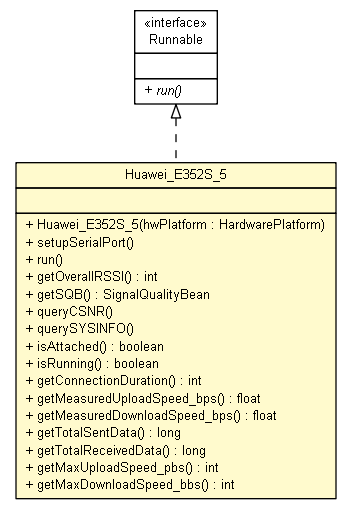 «interface»
Runnable
+ run()
Huawei_E352S_5
+ Huawei_E352S_5(hwPlatform : HardwarePlatform)
+ setupSerialPort()
+ run()
+ getOverallRSSI() : int
+ getSQB() : SignalQualityBean
+ queryCSNR()
+ querySYSINFO()
+ isAttached() : boolean
+ isRunning() : boolean
+ getConnectionDuration() : int
+ getMeasuredUploadSpeed_bps() : float
+ getMeasuredDownloadSpeed_bps() : float
+ getTotalSentData() : long
+ getTotalReceivedData() : long
+ getMaxUploadSpeed_pbs() : int
+ getMaxDownloadSpeed_bbs() : int